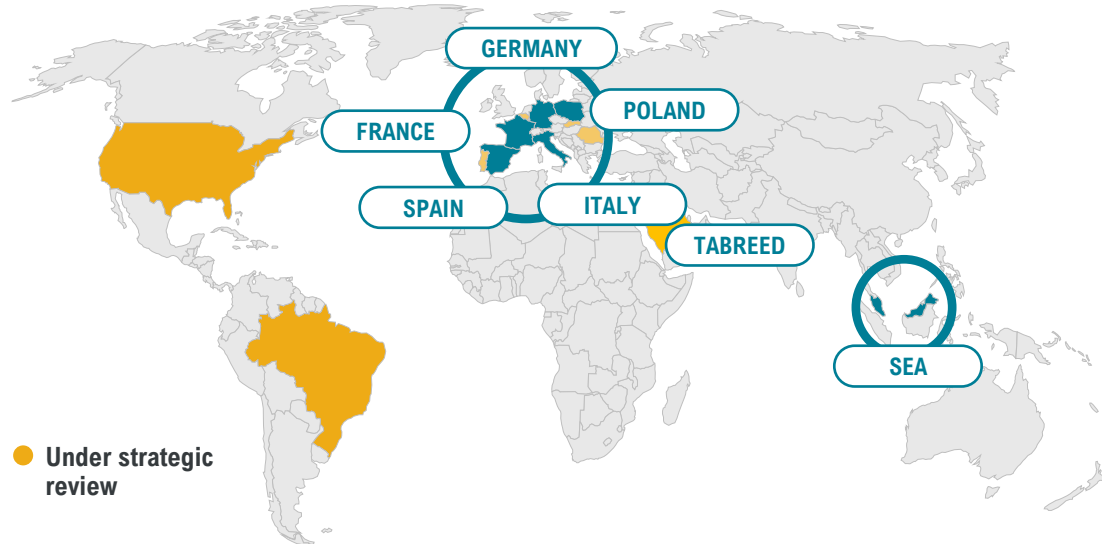 GERMANY
POLAND
FRANCE
SPAIN
ITALY
TABREED
SEA
Under strategic
review